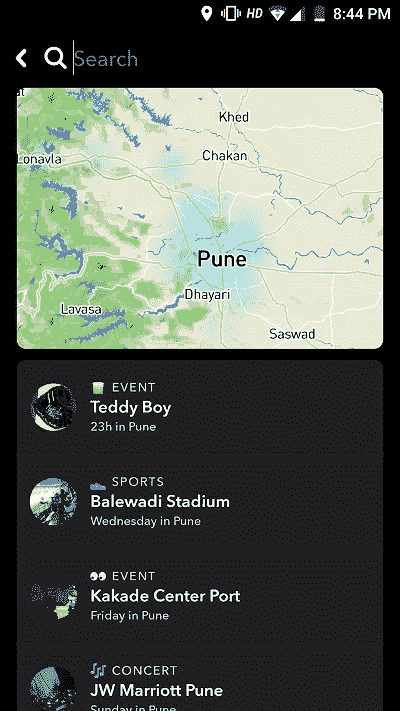 HD 8:44 PM
Search
Khed
Lonavla
Chakan
Pune
Dhayari
Lavasa
Saswad
EVENT
Teddy Boy
23h in Pune
SPORTS
Balewadi Stadium
Wednesday in Pune
EVENT
Kakade Center Port
Friday in Pune
CONCERT
JW Marriott Pune
Sunday in Pune